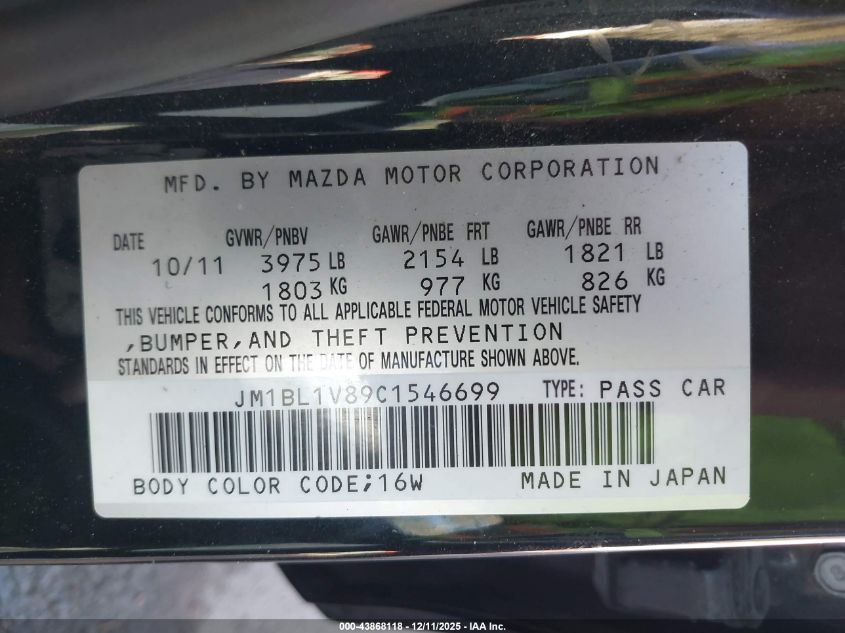 MFD. BY MAZDA MOTOR CORPORATION
DATE GVWR/PNBV GAWR/PNBE FRT GAWR/PNBE RR
10/11 3975 LB 2154 LB 1821 LB
1803 KG 977 KG 826 KG
THIS VEHICLE CONFORMS TO ALL APPLICABLE FEDERAL MOTOR VEHICLE SAFETY
,BUMPER,AND THEFT PREVENTION
STANDARDS IN EFFECT ON THE DATE OF MANUFACTURE SHOWN ABOVE.
JM1BL1V89C1546699 TYPE: PASS CAR
BODY COLOR CODE;16W MADE IN JAPAN
000-43868118 - 12/11/2025 - IAA Inc.